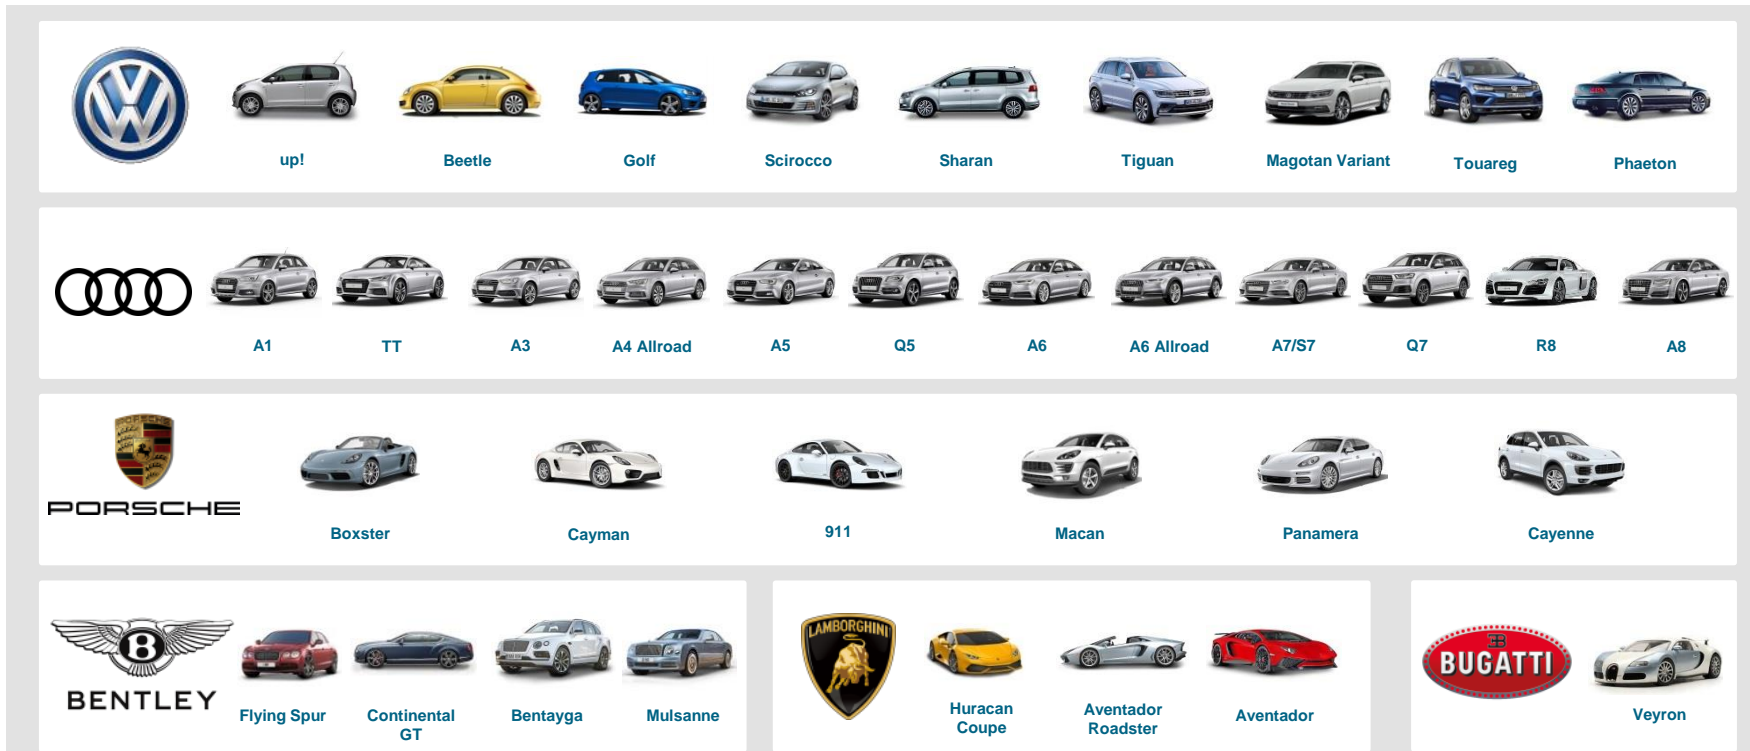 up! Beetle Golf Scirocco Sharan Tiguan Magotan Variant Touareg Phaeton
A1 TT A3 A4 Allroad A5 Q5 A6 A6 Allroad A7/S7 Q7 R8 A8
PORSCHE
PORSCHE
Boxster Cayman 911 Macan Panamera Cayenne
B
BENTLEY
Flying Spur Continental GT Bentayga Mulsanne
LAMBORGHINI
Huracan Coupe Aventador Roadster Aventador
EB
BUGATTI
Veyron